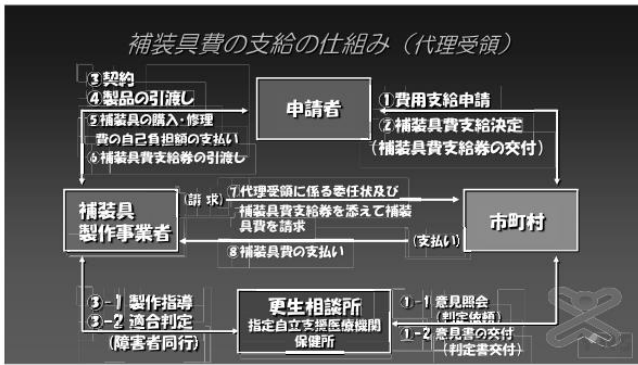 補装具費の支給の仕組み（代理受領）
③契約
④製品の引渡し
⑤補装具の購入・修理
費の自己負担額の支払い
⑥補装具費支給券の引渡し
申請者
①費用支給申請
②補装具費支給決定
(補装具費支給券の交付)
補装具
製作事業者
(請求)
⑦代理受領に係る委任状及び
補装具費支給券を添えて補装
具費を請求
(支払い)
⑧補装具費の支払い
市町村
③-1 製作指導
③-2 適合判定
(障害者同行)
更生相談所
指定自立支援医療機関
保健所
①-1 意見照会
(判定依頼)
①-2 意見書の交付
(判定書交付)